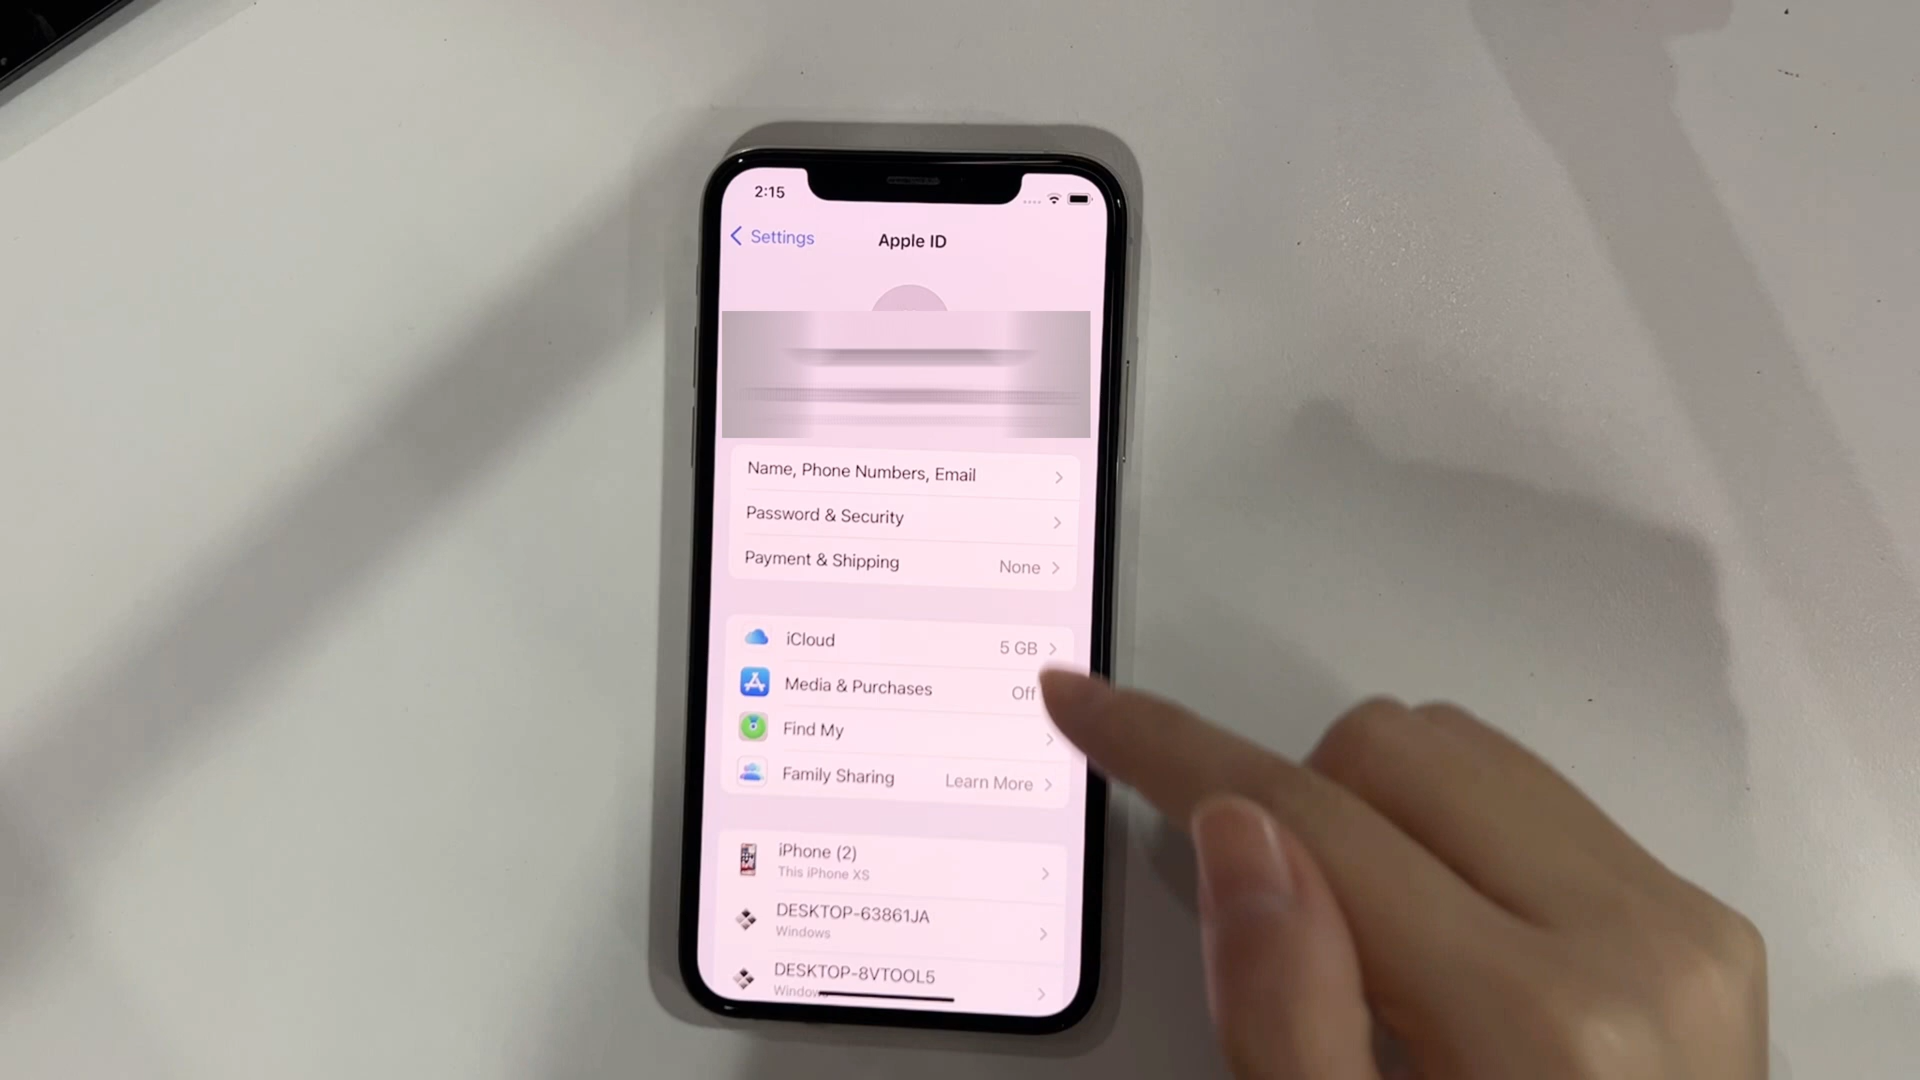 2:15
Settings
Apple ID
Name, Phone Numbers, Email
Password & Security
Payment & Shipping None
iCloud 5 GB
Media & Purchases Off
Find My
Family Sharing Learn More
iPhone (2)
This iPhone XS
DESKTOP-63861JA
Windows
DESKTOP-8VTOOL5
Windows